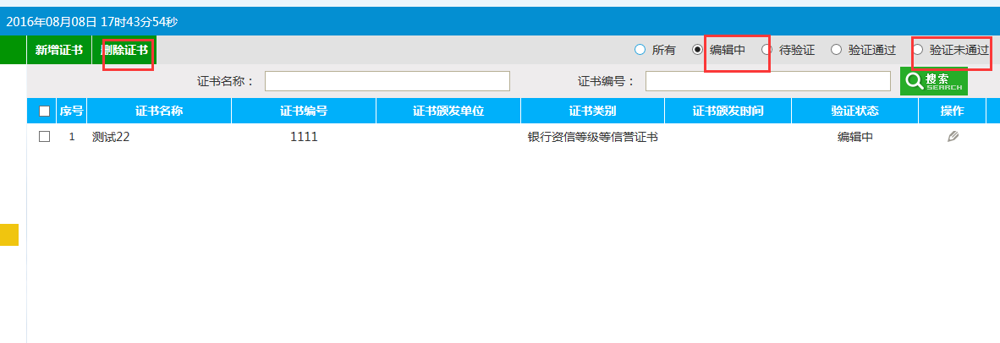 2016年08月08日 17时43分54秒
新增证书 删除证书 所有 编辑中 待验证 验证通过 验证未通过
证书名称： 证书编号： 搜索 SEARCH
序号 证书名称 证书编号 证书颁发单位 证书类别 证书颁发时间 验证状态 操作
1 测试22 1111 银行资信等级等信誉证书 编辑中